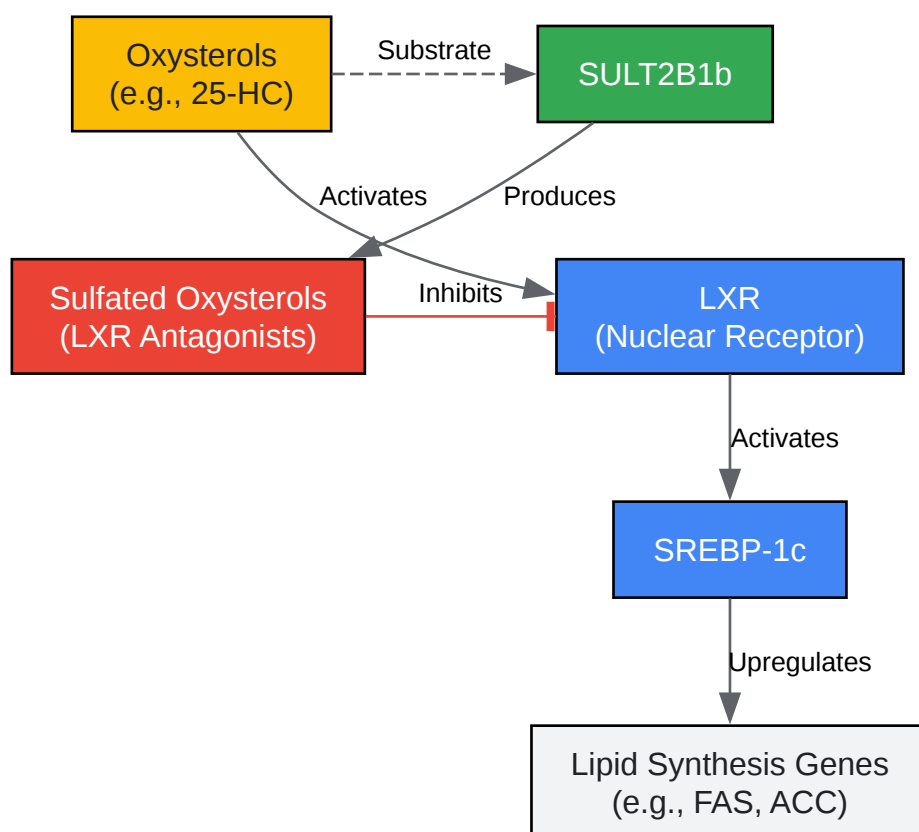 Oxysterols
(e.g., 25-HC)
Substrate
SULT2B1b
Activates
Produces
Sulfated Oxysterols
(LXR Antagonists)
Inhibits
LXR
(Nuclear Receptor)
Activates
SREBP-1c
Upregulates
Lipid Synthesis Genes
(e.g., FAS, ACC)